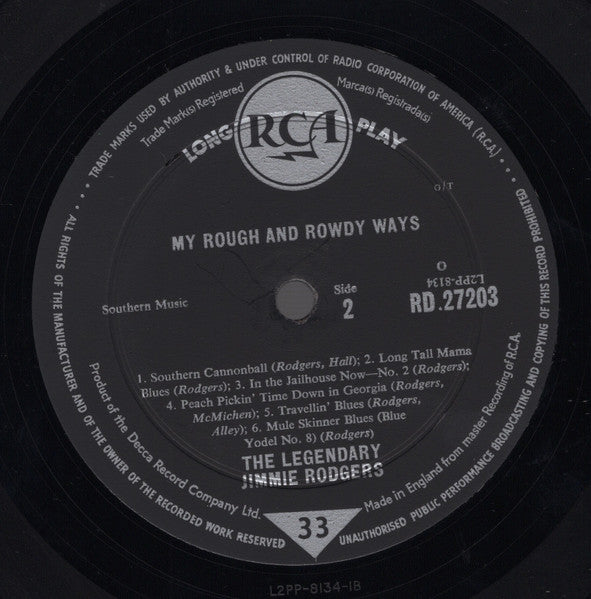 TRADE MARKS USED BY AUTHORITY & UNDER CONTROL OF RADIO CORPORATION OF AMERICA (R.C.A.)
Trade Mark(s) Registered
Marca(s) Registrada(s)
LONG RCA PLAY
G/T
MY ROUGH AND ROWDY WAYS
Southern Music
Side
2
O
L2PP-8134
RD.27203
1. Southern Cannonball (Rodgers, Hall); 2. Long Tall Mama
Blues (Rodgers); 3. In the Jailhouse Now—No. 2 (Rodgers);
4. Peach Pickin' Time Down in Georgia (Rodgers,
McMichen); 5. Travellin' Blues (Rodgers,
Alley); 6. Mule Skinner Blues (Blue
Yodel No. 8) (Rodgers)
THE LEGENDARY
JIMMIE RODGERS
Product of the Decca Record Company Ltd.
Made in England from master Recording of R.C.A.
33
ALL RIGHTS OF THE MANUFACTURER AND OF THE OWNER OF THE RECORDED WORK RESERVED
UNAUTHORISED PUBLIC PERFORMANCE BROADCASTING AND COPYING OF THIS RECORD PROHIBITED
L2PP-8134-1B